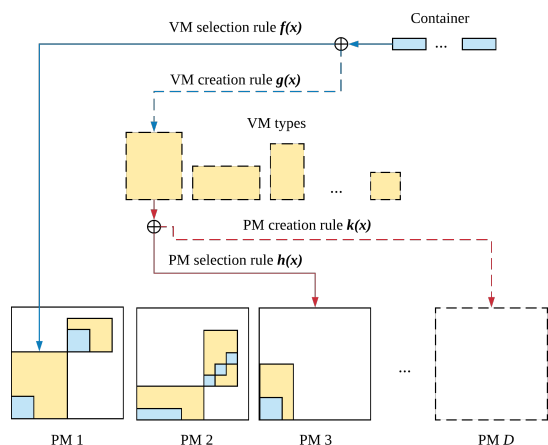 Container
VM selection rule f(x)
...
VM creation rule g(x)
VM types
...
PM creation rule k(x)
PM selection rule h(x)
...
PM 1
PM 2
PM 3
PM D